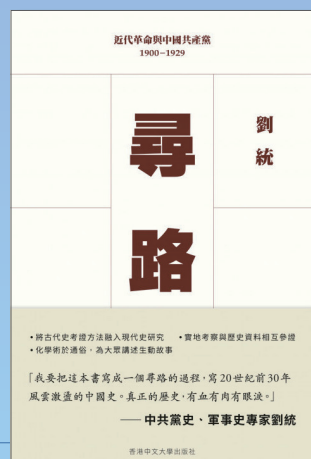 近代革命與中國共產黨
1900–1929
尋路
劉統
•將古代史考證方法融入現代史研究 •實地考察與歷史資料相互參證
•化學術於通俗，為大眾講述生動故事
「我要把這本書寫成一個尋路的過程，寫20世紀前30年
風雲激盪的中國史。真正的歷史，有血有肉有眼淚。」
——中共黨史、軍事史專家劉統
香港中文大學出版社